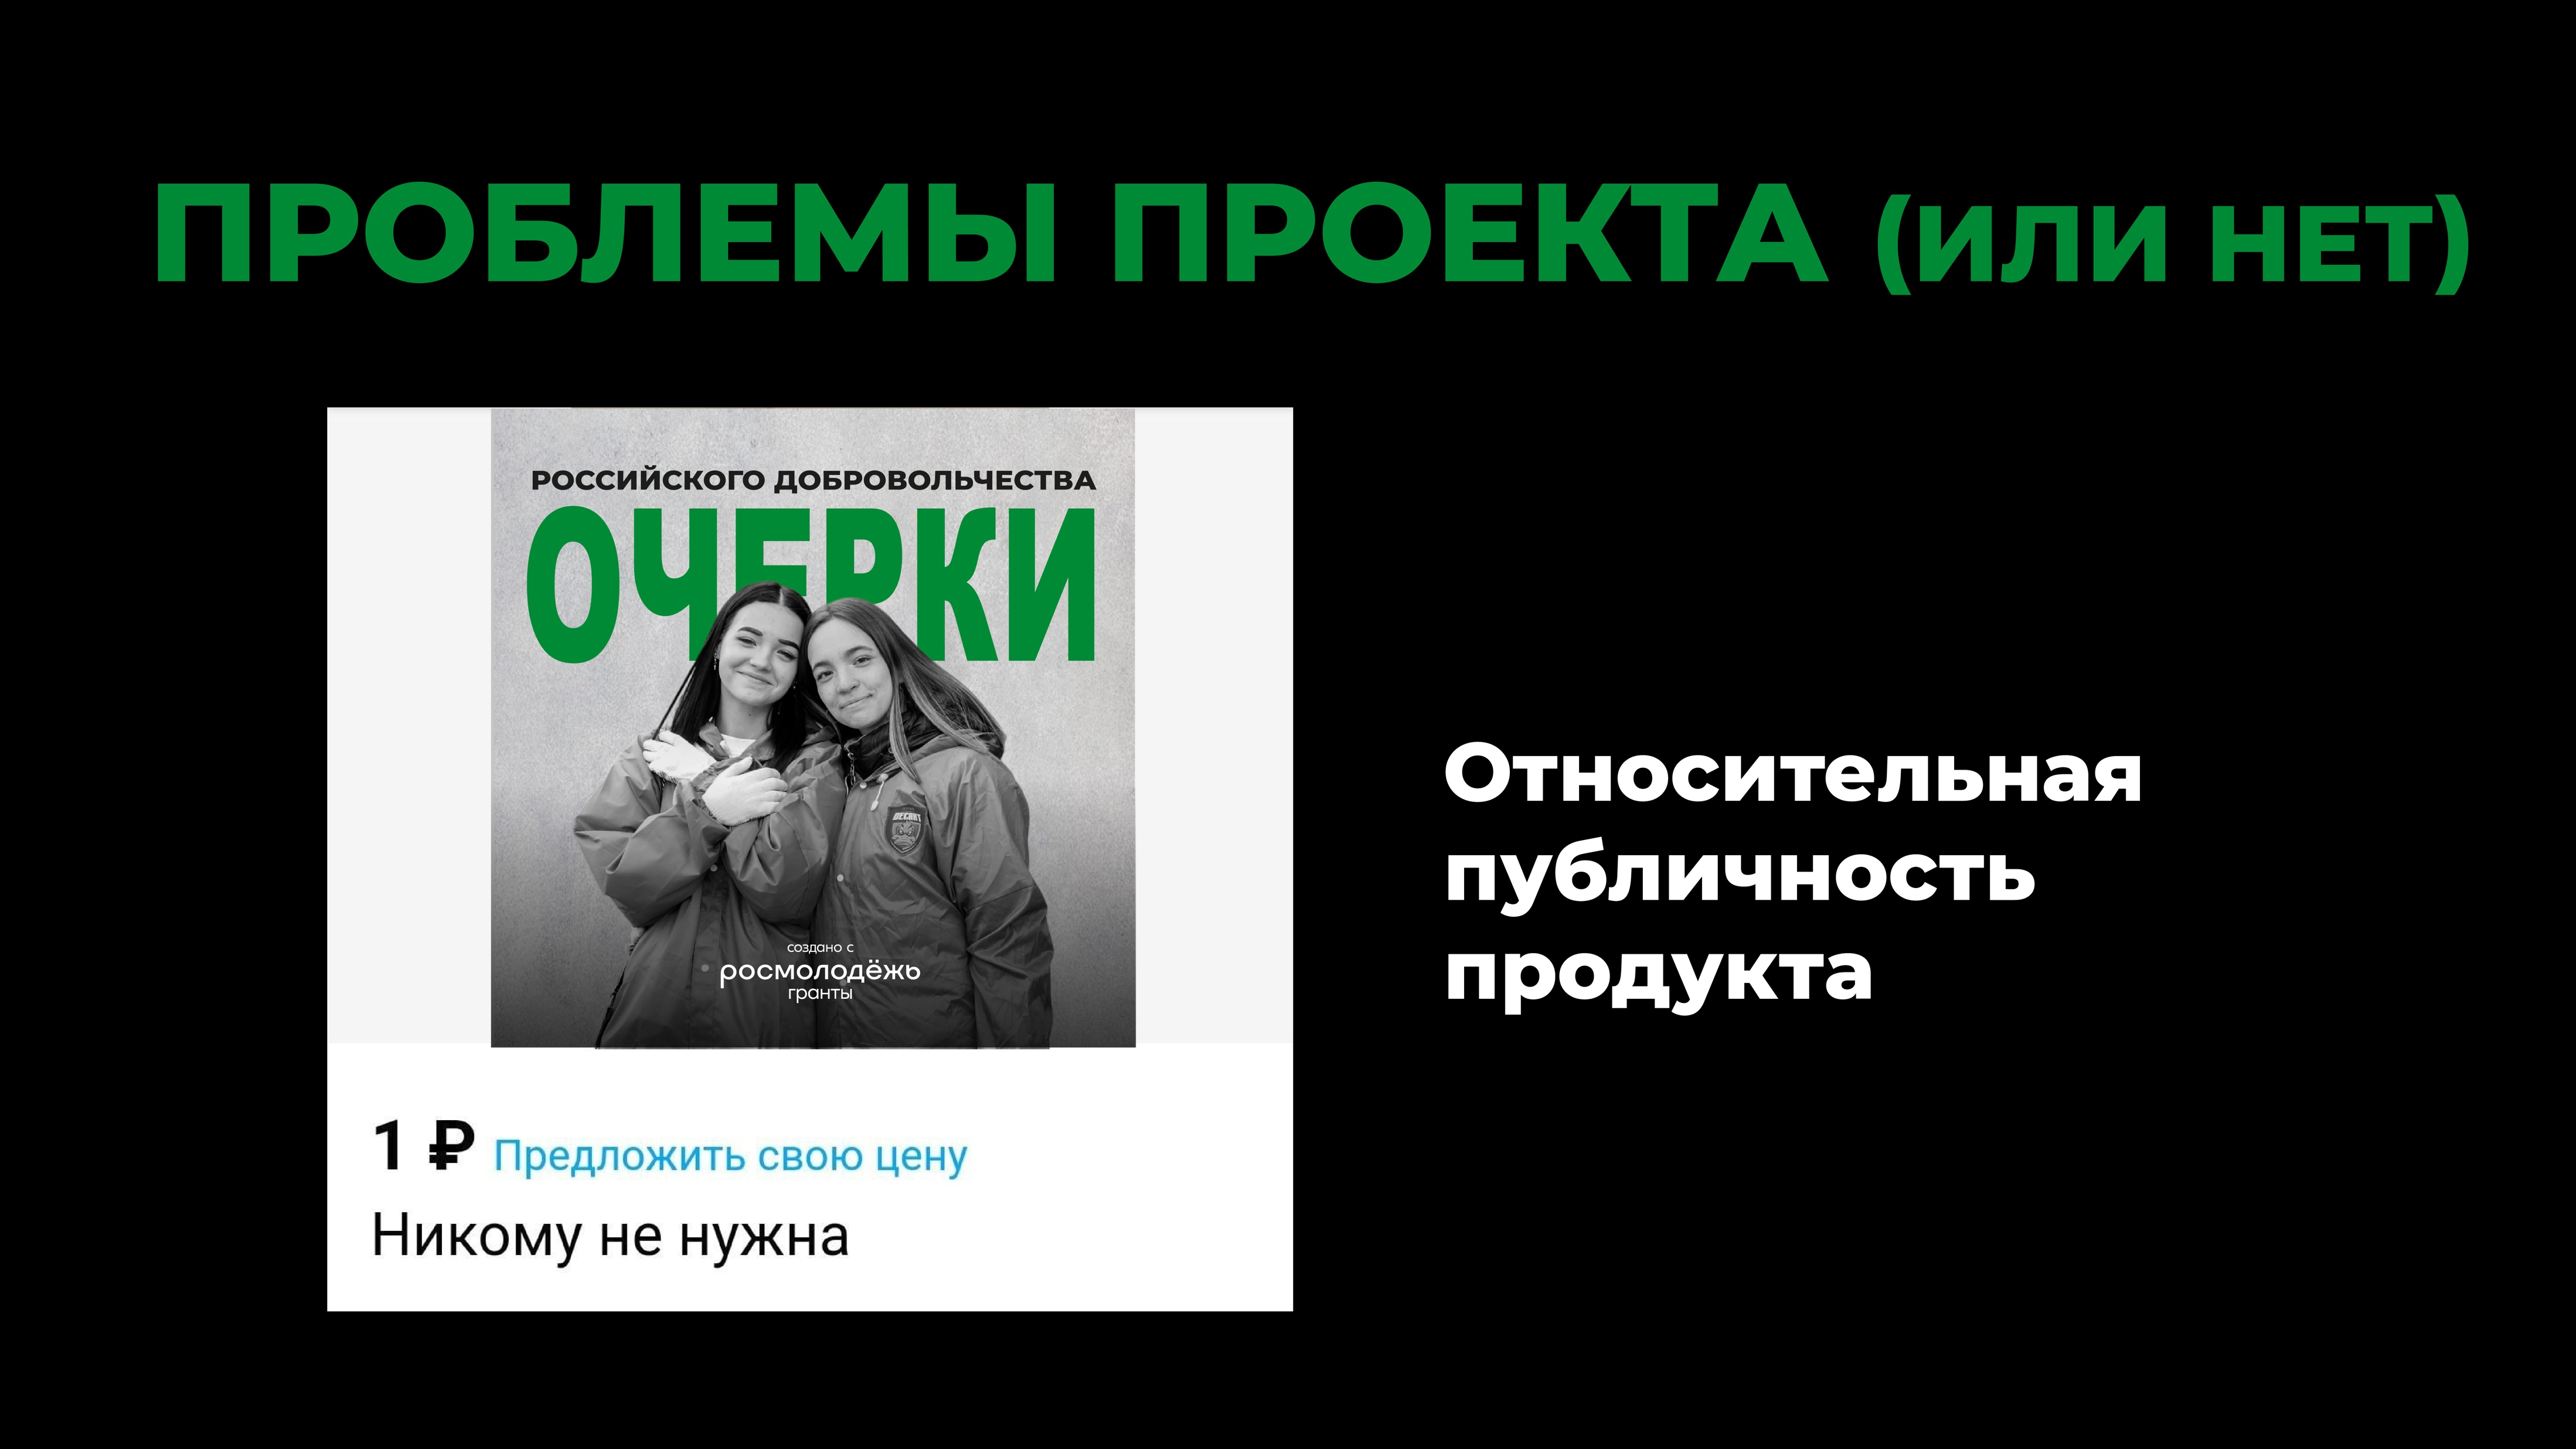 ПРОБЛЕМЫ ПРОЕКТА (ИЛИ НЕТ)
РОССИЙСКОГО ДОБРОВОЛЬЧЕСТВА
ОЧЕРКИ
ДЕСАНТ
создано с
росмолодёжь
гранты
1 ₽ Предложить свою цену
Никому не нужна
Относительная
публичность
продукта